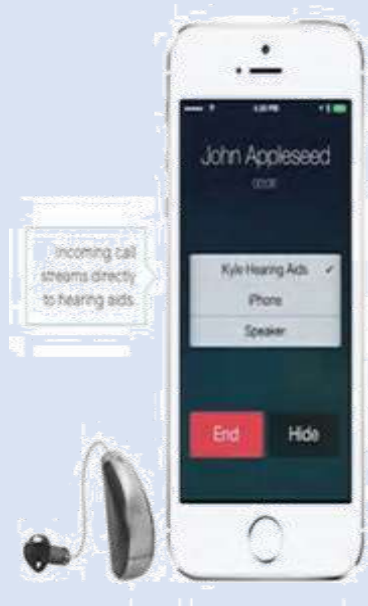 John Appleseed
Incoming call
streams directly
to hearing aids
Kyle Hearing Aids ✓
iPhone
Speaker
End Hide